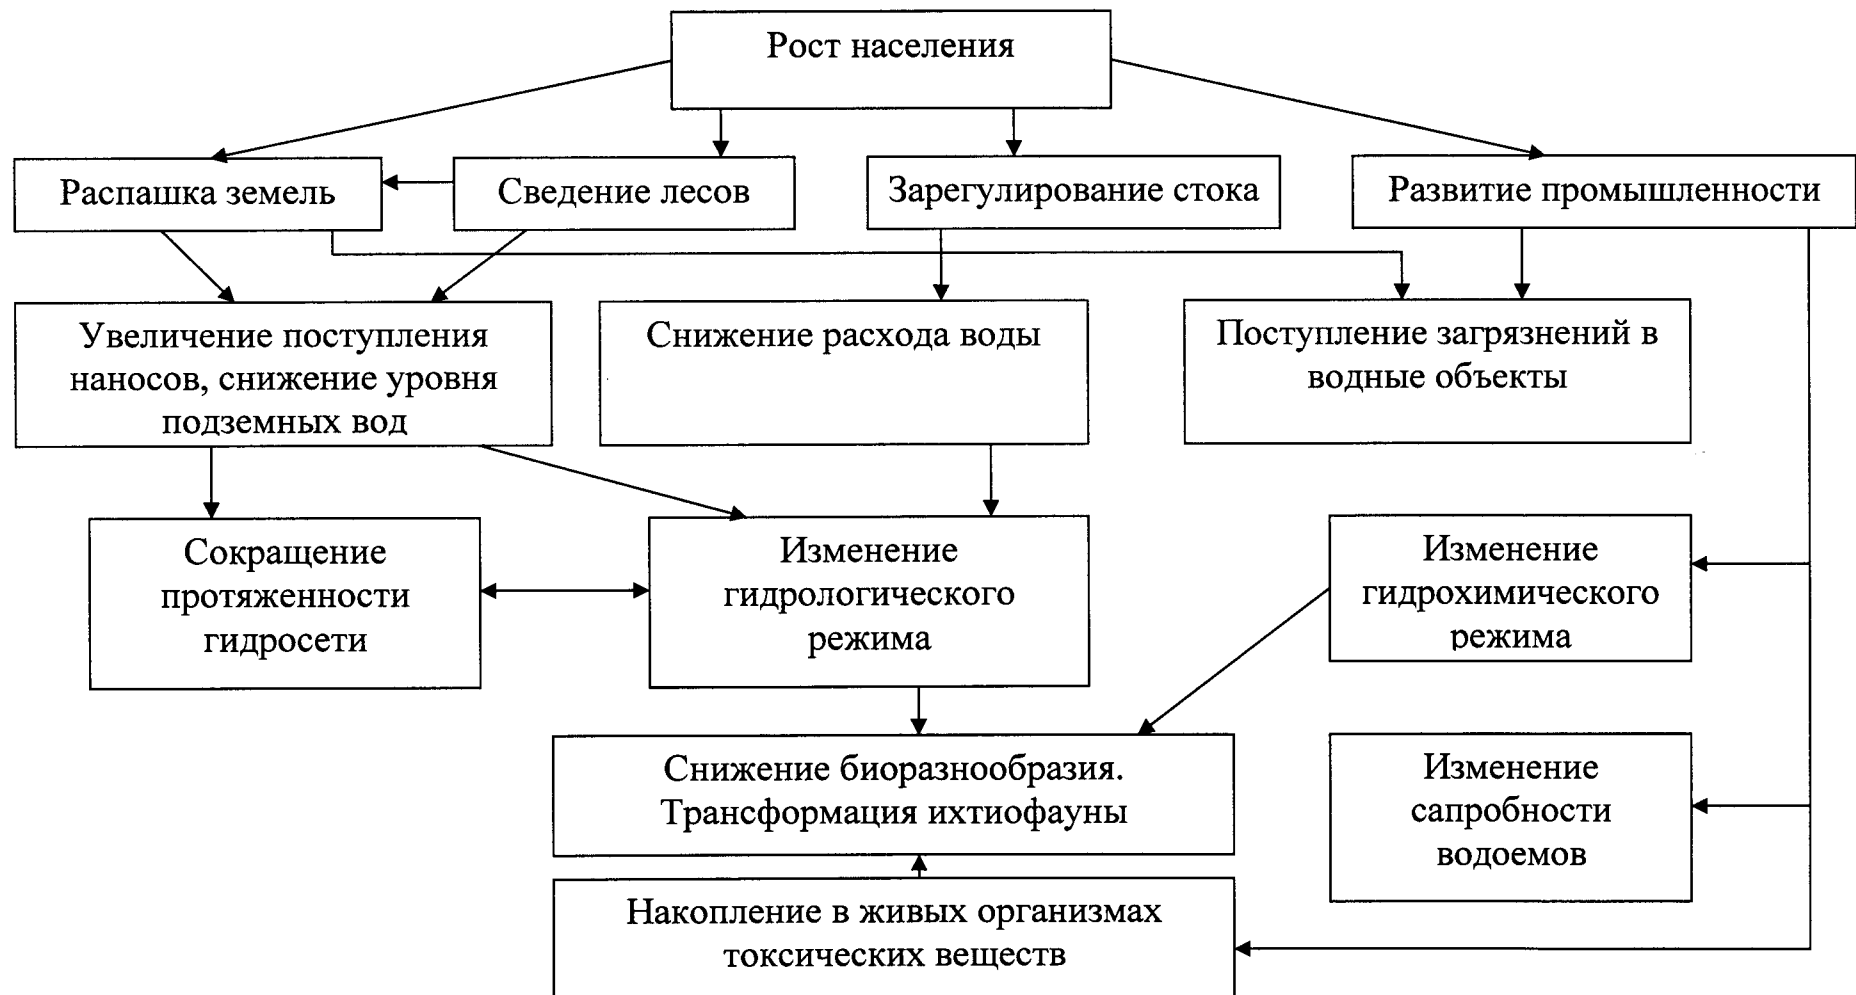 Рост населения
Распашка земель
Сведение лесов
Зарегулирование стока
Развитие промышленности
Увеличение поступления
наносов, снижение уровня
подземных вод
Снижение расхода воды
Поступление загрязнений в
водные объекты
Сокращение
протяженности
гидросети
Изменение
гидрологического
режима
Изменение
гидрохимического
режима
Снижение биоразнообразия.
Трансформация ихтиофауны
Изменение
сапробности
водоемов
Накопление в живых организмах
токсических веществ